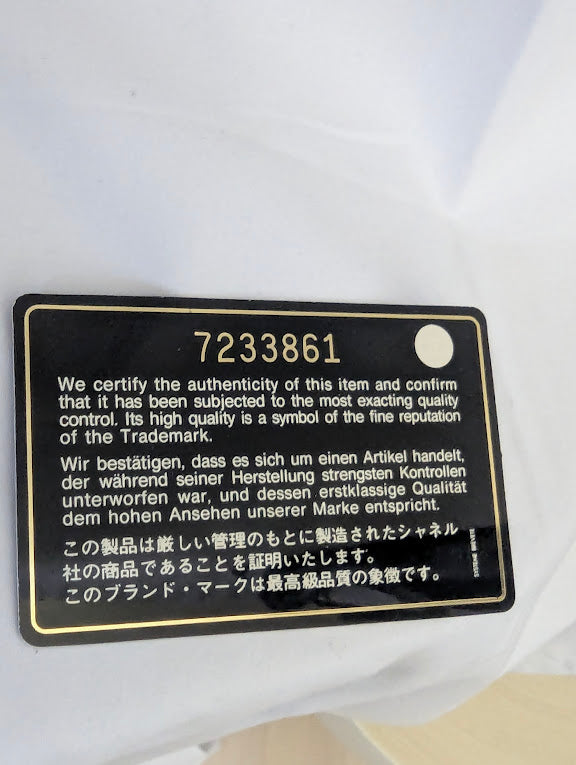 7233861
We certify the authenticity of this item and confirm
that it has been subjected to the most exacting quality
control. Its high quality is a symbol of the fine reputation
of the Trademark.
Wir bestätigen, dass es sich um einen Artikel handelt,
der während seiner Herstellung strengsten Kontrollen
unterworfen war, und dessen erstklassige Qualität
dem hohen Ansehen unserer Marke entspricht.
この製品は厳しい管理のもとに製造されたシャネル
社の商品であることを証明いたします。
このブランド・マークは最高級品質の象徴です。